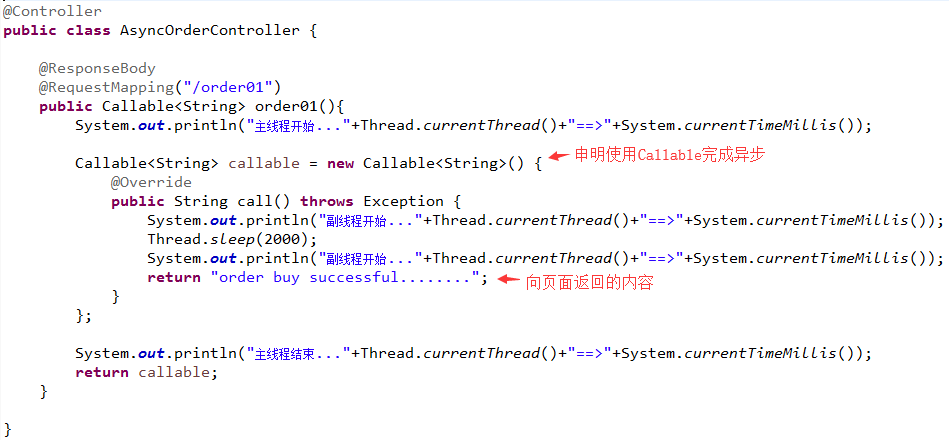 @Controller
public class AsyncOrderController {
@ResponseBody
@RequestMapping("/order01")
public Callable<String> order01(){
System.out.println("主线程开始..."+Thread.currentThread()+"==>"+System.currentTimeMillis());
Callable<String> callable = new Callable<String>() { 申明使用Callable完成异步
@Override
public String call() throws Exception {
System.out.println("副线程开始..."+Thread.currentThread()+"==>"+System.currentTimeMillis());
Thread.sleep(2000);
System.out.println("副线程开始..."+Thread.currentThread()+"==>"+System.currentTimeMillis());
return "order buy successful........"; 向页面返回的内容
}
};
System.out.println("主线程结束..."+Thread.currentThread()+"==>"+System.currentTimeMillis());
return callable;
}
}